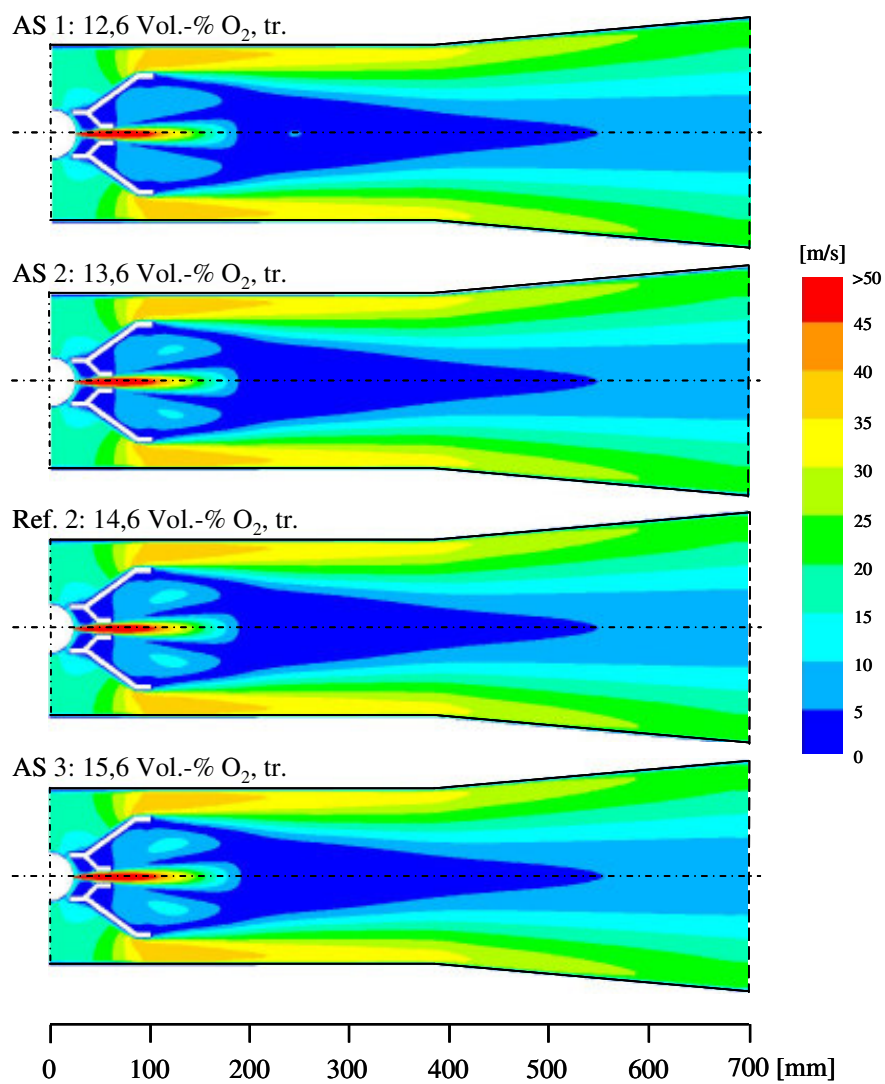 AS 1: 12,6 Vol.-% O₂, tr.
AS 2: 13,6 Vol.-% O₂, tr.
[m/s]
>50
45
40
35
30
25
20
15
10
5
0
Ref. 2: 14,6 Vol.-% O₂, tr.
AS 3: 15,6 Vol.-% O₂, tr.
0 100 200 300 400 500 600 700 [mm]